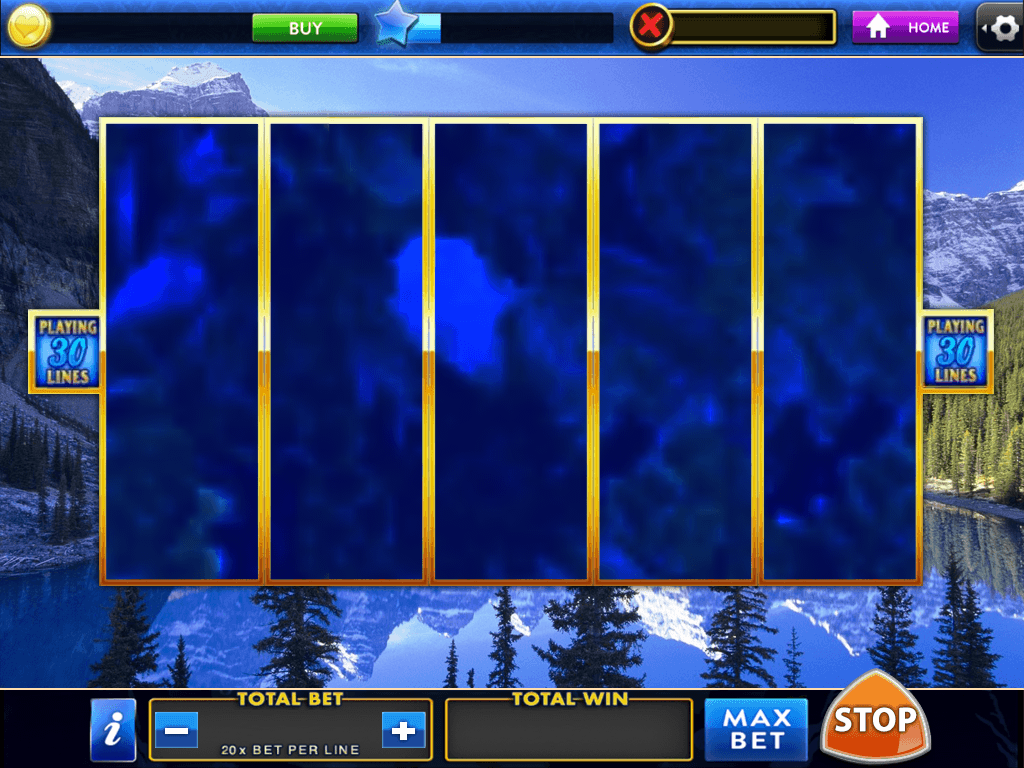 BUY
HOME
PLAYING
30
LINES
PLAYING
30
LINES
TOTAL BET
20x BET PER LINE
TOTAL WIN
MAX
BET
STOP